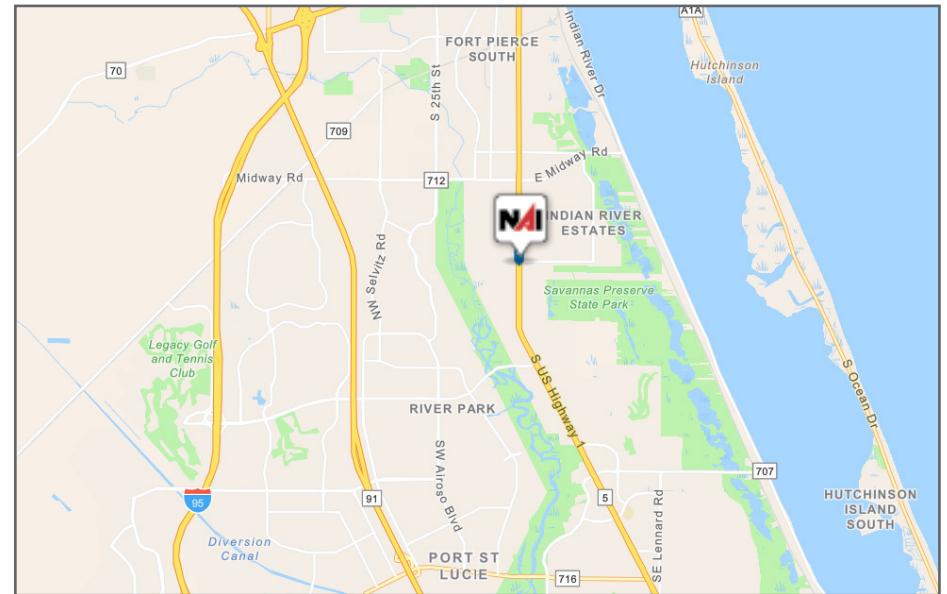 A1A
FORT PIERCE
SOUTH
Indian River Dr
70
Hutchinson
Island
S 25th St
709
E Midway Rd
Midway Rd
712
NAI
INDIAN RIVER
ESTATES
NW Selvitz Rd
Savannas Preserve
State Park
Legacy Golf
and Tennis
Club
S US Highway 1
S Ocean Dr
RIVER PARK
SW Airoso Blvd
707
95
91
5
HUTCHINSON
ISLAND
SOUTH
SE Lennard Rd
Diversion
Canal
PORT ST
LUCIE
716